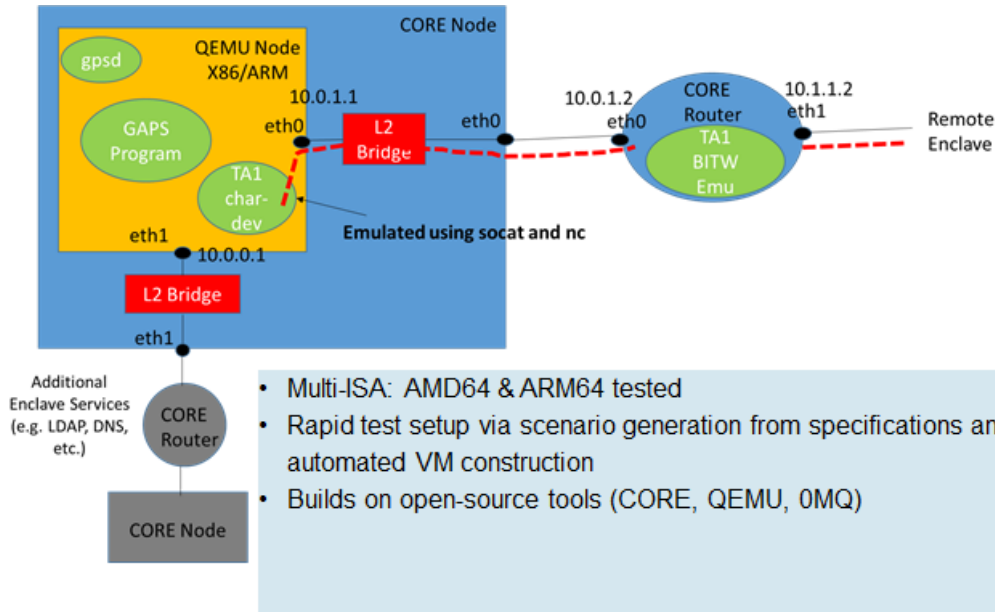 CORE Node
QEMU Node
X86/ARM
gpsd
GAPS
Program
TA1
char-
dev
10.0.1.1
eth0
L2
Bridge
eth0
10.0.1.2
eth0
CORE
Router
TA1
BITW
Emu
10.1.1.2
eth1
Remote
Enclave
Emulated using socat and nc
eth1
10.0.0.1
L2 Bridge
eth1
Additional
Enclave Services
(e.g. LDAP, DNS,
etc.)
CORE
Router
CORE Node
• Multi-ISA: AMD64 & ARM64 tested
• Rapid test setup via scenario generation from specifications an
automated VM construction
• Builds on open-source tools (CORE, QEMU, 0MQ)